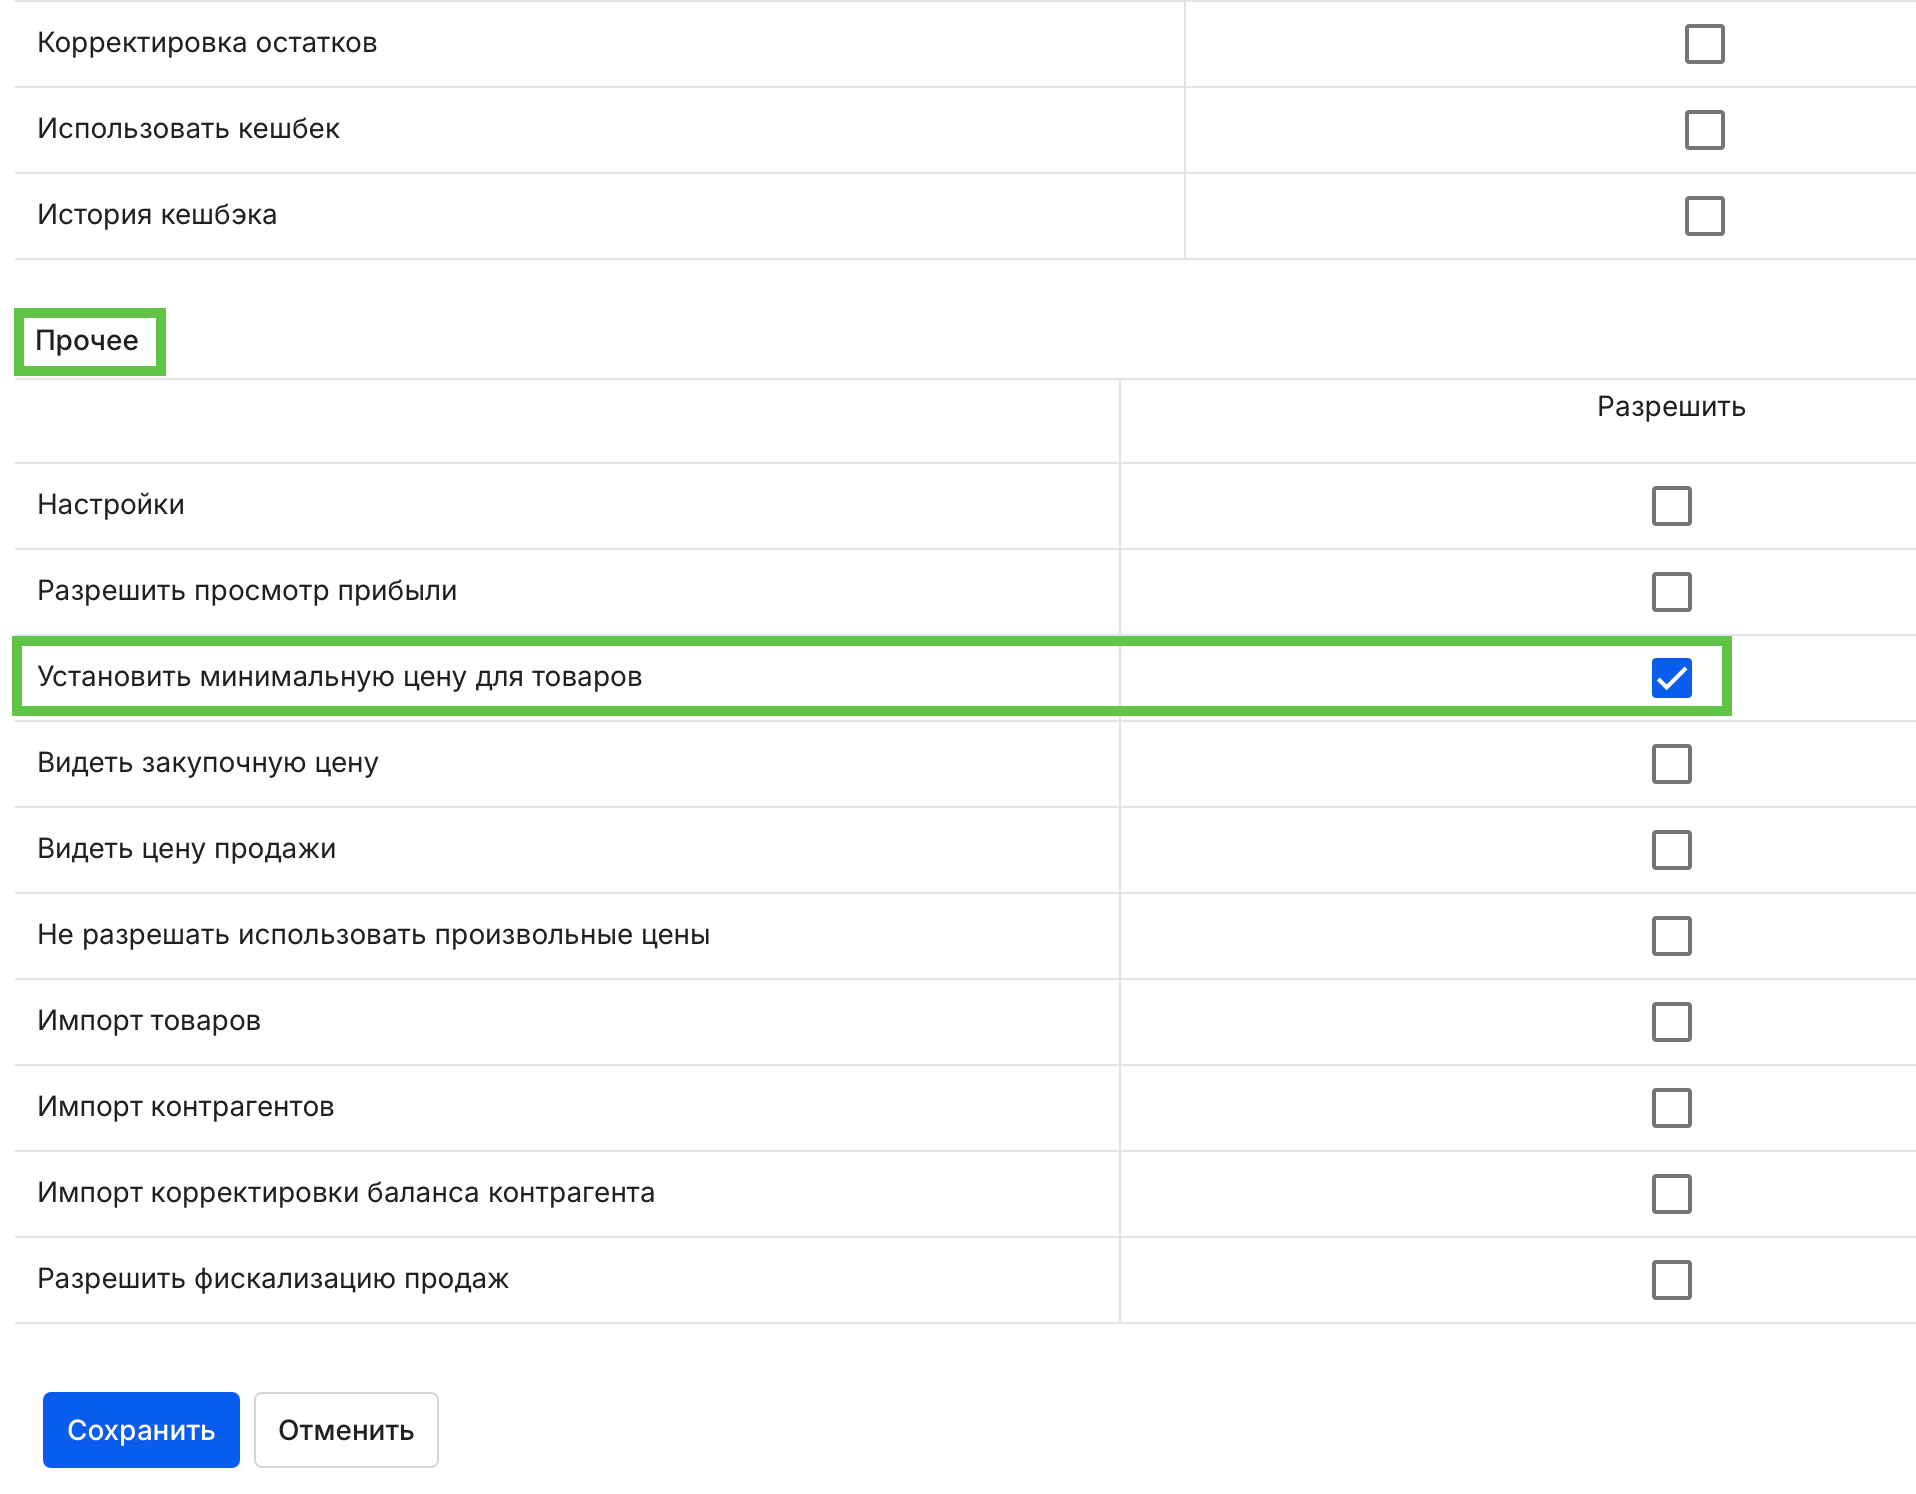 Корректировка остатков
Использовать кешбек
История кешбэка
Прочее
Разрешить
Настройки
Разрешить просмотр прибыли
Установить минимальную цену для товаров
Видеть закупочную цену
Видеть цену продажи
Не разрешать использовать произвольные цены
Импорт товаров
Импорт контрагентов
Импорт корректировки баланса контрагента
Разрешить фискализацию продаж
Сохранить Отменить